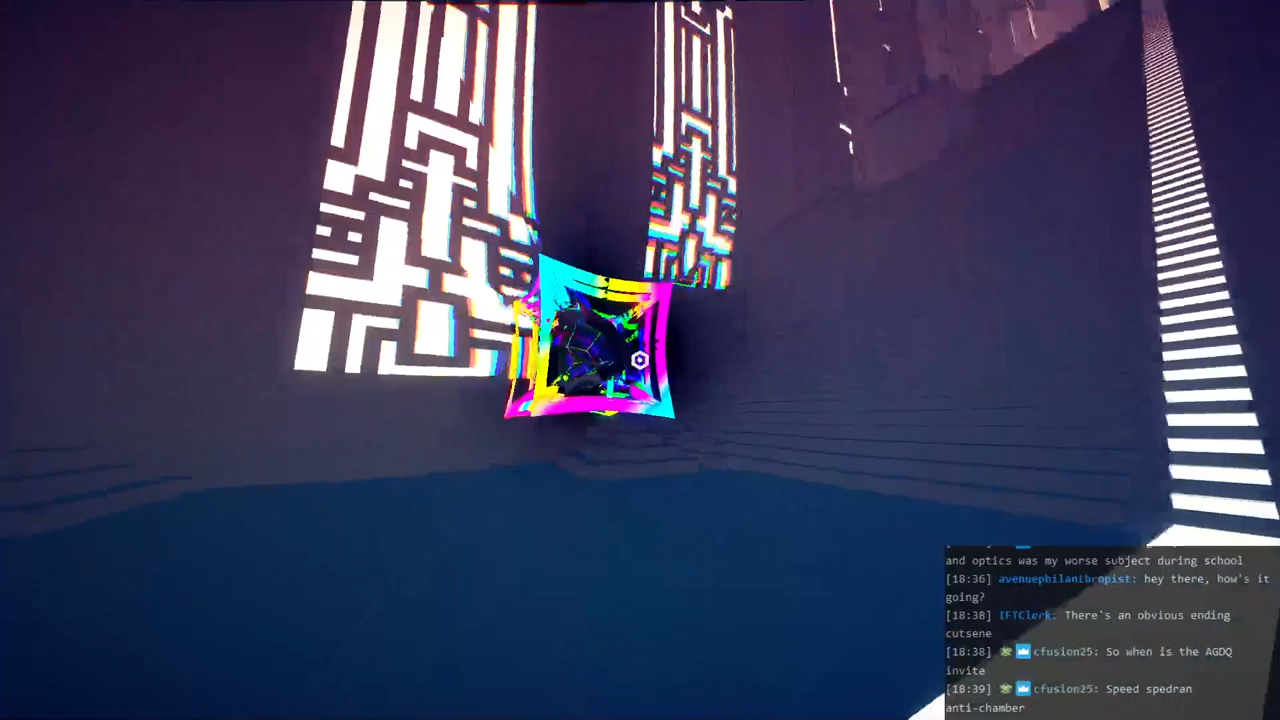 and optics was my worse subject during school
[18:36] avenuephilanthropist: hey there, how's it
going?
[18:38] IFTClerk: There's an obvious ending
cutsene
[18:38] cfusion25: So when is the AGDQ
invite
[18:39] cfusion25: Speed spedran
anti-chamber